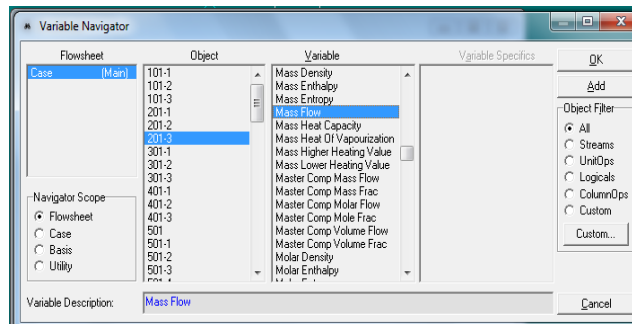 Variable Navigator
Flowsheet
Case (Main)
Navigator Scope
Flowsheet
Case
Basis
Utility
Object
101-1
101-2
101-3
201-1
201-2
201-3
301-1
301-2
301-3
401-1
401-2
401-3
501
501-1
501-2
501-3
Variable
Mass Density
Mass Enthalpy
Mass Entropy
Mass Flow
Mass Heat Capacity
Mass Heat Of Vapourization
Mass Higher Heating Value
Mass Lower Heating Value
Master Comp Mass Flow
Master Comp Mass Frac
Master Comp Molar Flow
Master Comp Mole Frac
Master Comp Volume Flow
Master Comp Volume Frac
Molar Density
Molar Enthalpy
Variable Specifics
OK
Add
Object Filter
All
Streams
UnitOps
Logicals
ColumnOps
Custom
Custom...
Cancel
Variable Description: Mass Flow